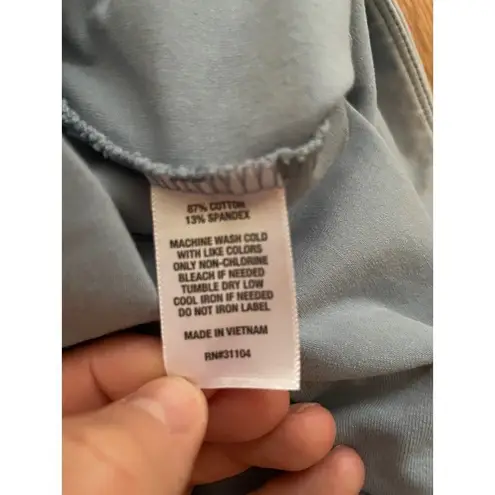 87% COTTON
13% SPANDEX
MACHINE WASH COLD
WITH LIKE COLORS
ONLY NON-CHLORINE
BLEACH IF NEEDED
TUMBLE DRY LOW
COOL IRON IF NEEDED
DO NOT IRON LABEL
MADE IN VIETNAM
RN#31104